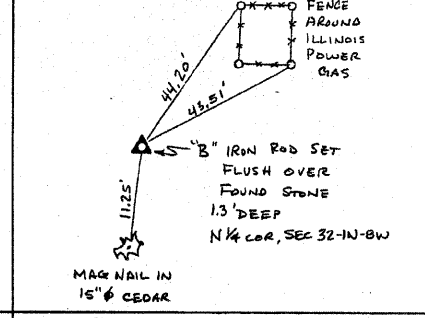 FENCE
AROUND
ILLINOIS
POWER
GAS
44.20'
43.51'
"B" IRON ROD SET
FLUSH OVER
FOUND STONE
1.3' DEEP
N 1/4 COR, SEC 32-1N-8W
11.25'
MAG NAIL IN
15"ϕ CEDAR